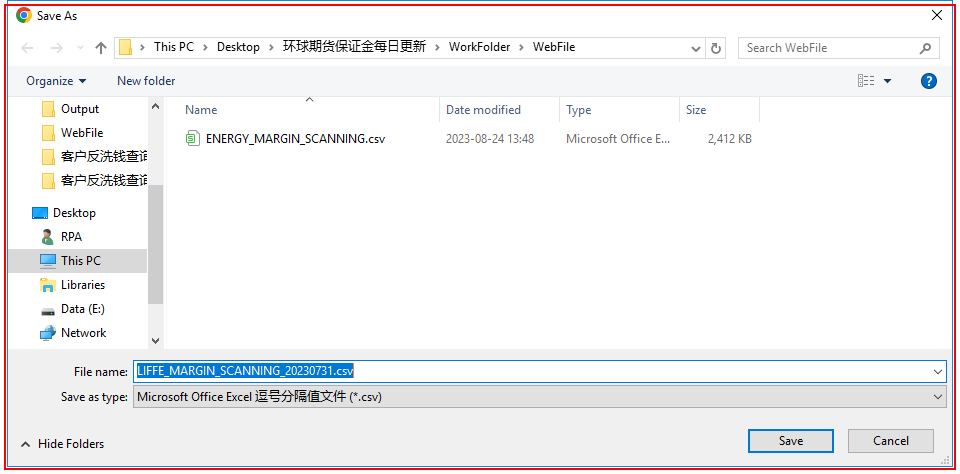 Save As
This PC > Desktop > 环球期货保证金每日更新 > WorkFolder > WebFile
Search WebFile
Organize
New folder
Output
WebFile
客户反洗钱查询
客户反洗钱查询
Desktop
RPA
This PC
Libraries
Data (E:)
Network
Name Date modified Type Size
ENERGY_MARGIN_SCANNING.csv 2023-08-24 13:48 Microsoft Office E... 2,412 KB
File name: LIFFE_MARGIN_SCANNING_20230731.csv
Save as type: Microsoft Office Excel 逗号分隔值文件 (*.csv)
Hide Folders
Save
Cancel